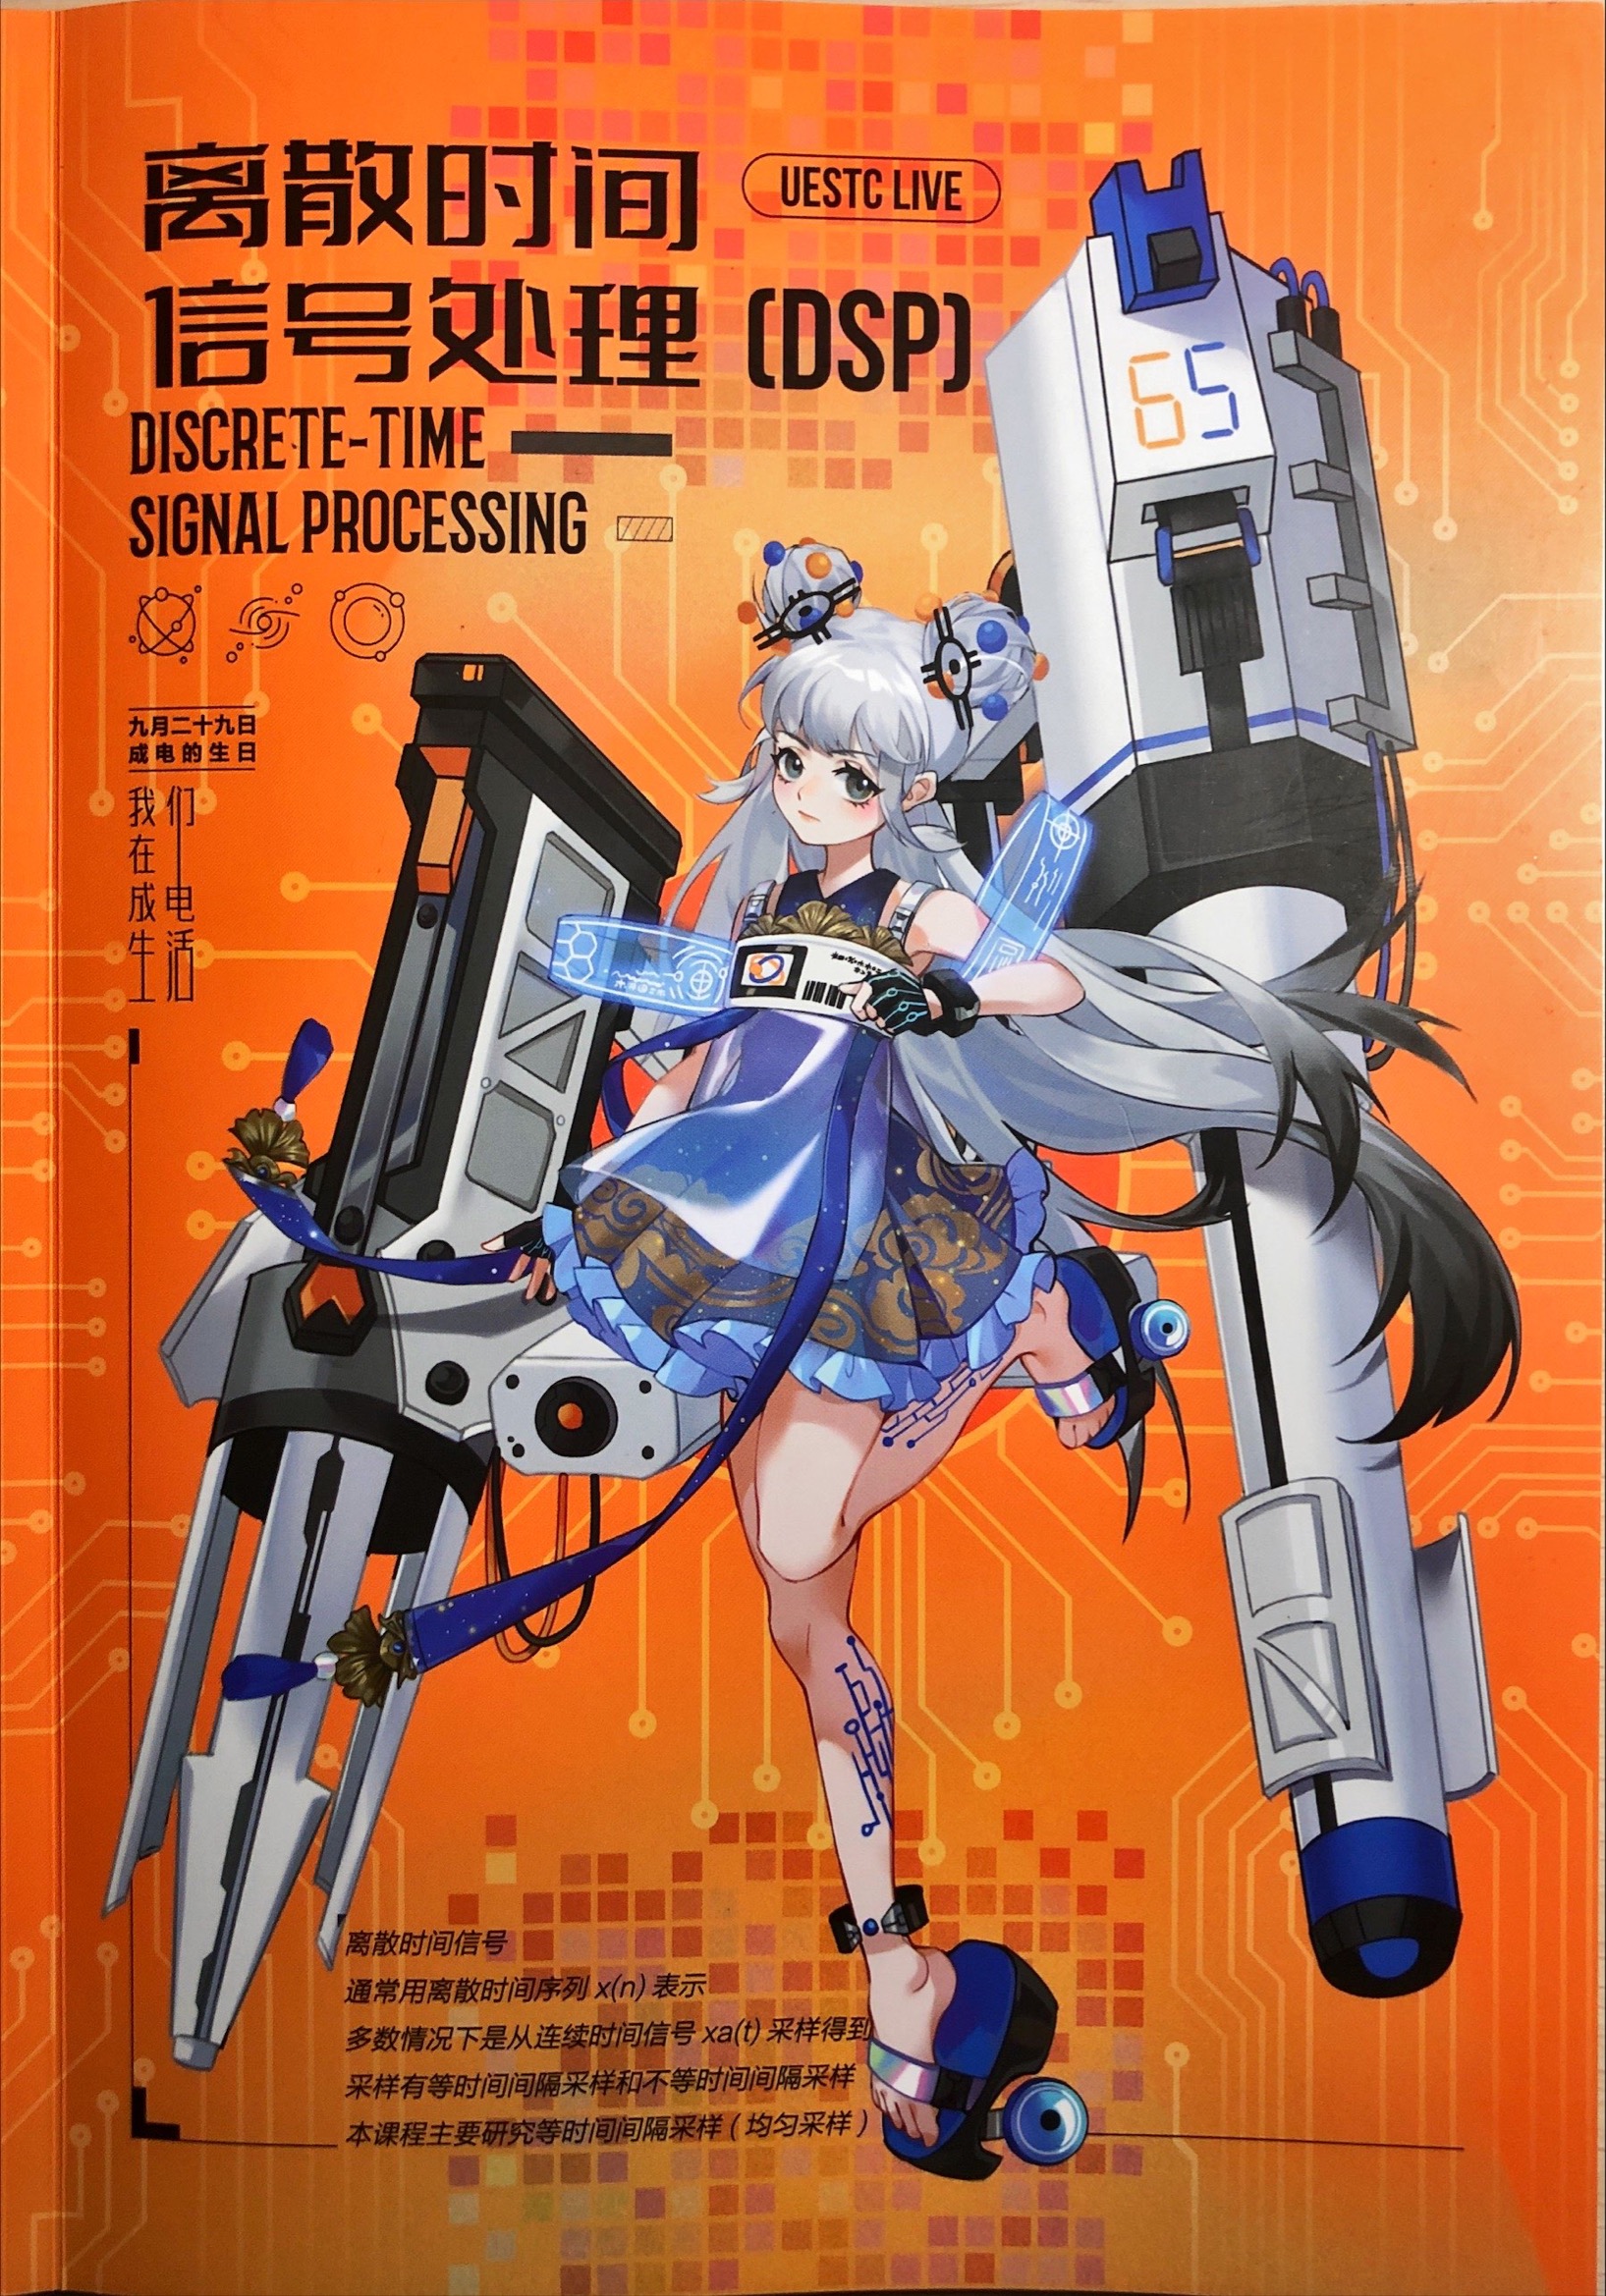 离散时间
UESTC LIVE
信号处理 (DSP)
DISCRETE-TIME
SIGNAL PROCESSING
65
九月二十九日
成电的生日
我们
在
成电
生活
离散时间信号
通常用离散时间序列 x(n) 表示
多数情况下是从连续时间信号 xa(t) 采样得到
采样有等时间间隔采样和不等时间间隔采样
本课程主要研究等时间间隔采样 ( 均匀采样 )